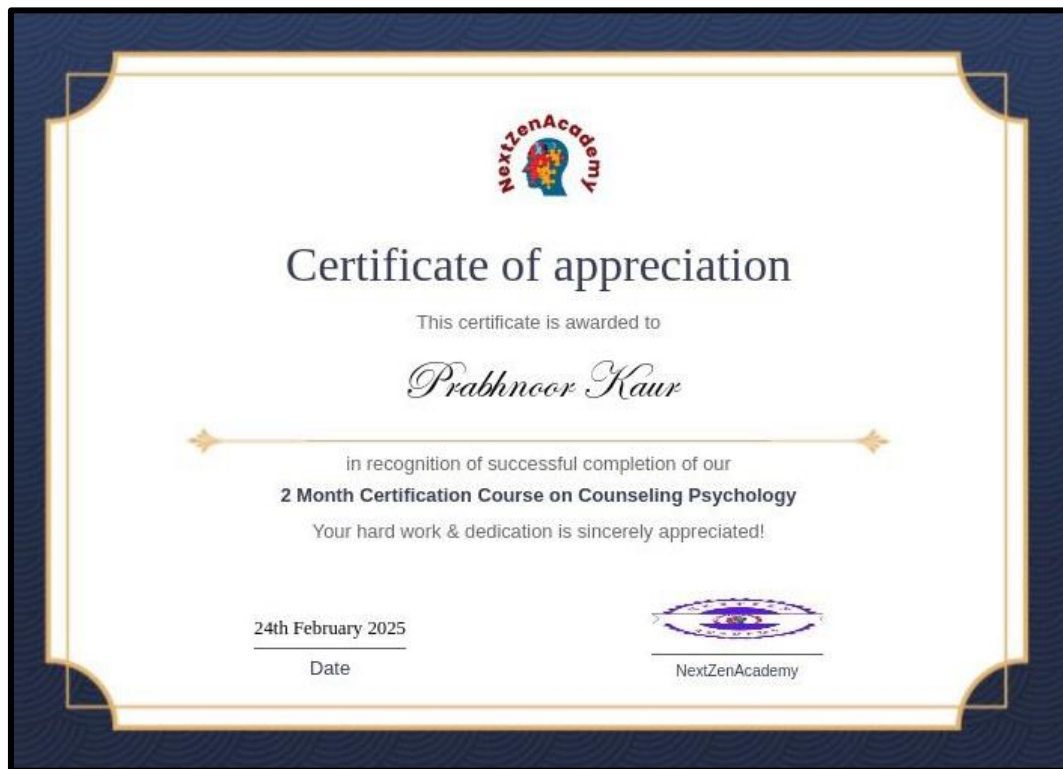 NextZenAcademy
Certificate of appreciation
This certificate is awarded to
Prabhnoor Kaur
in recognition of successful completion of our
2 Month Certification Course on Counseling Psychology
Your hard work & dedication is sincerely appreciated!
24th February 2025
Date
NextZenAcademy